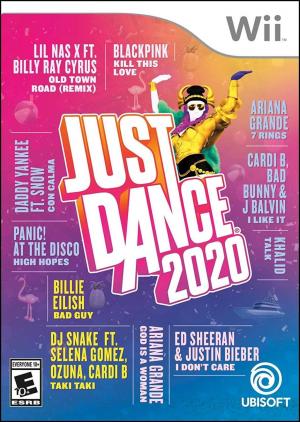 Wii
LIL NAS X FT.
BILLY RAY CYRUS
OLD TOWN
ROAD (REMIX)
BLACKPINK
KILL THIS
LOVE
ARIANA
GRANDE
7 RINGS
DADDY YANKEE
FT. SNOW
CON CALMA
JUST
DANCE
2020
CARDI B,
BAD
BUNNY &
J BALVIN
I LIKE IT
PANIC!
AT THE DISCO
HIGH HOPES
KHALID
TALK
BILLIE
EILISH
BAD GUY
DJ SNAKE FT.
SELENA GOMEZ,
OZUNA, CARDI B
TAKI TAKI
ARIANA GRANDE
GOD IS A WOMAN
ED SHEERAN
& JUSTIN BIEBER
I DON'T CARE
EVERYONE 10+
E
10+
ESRB
UBISOFT